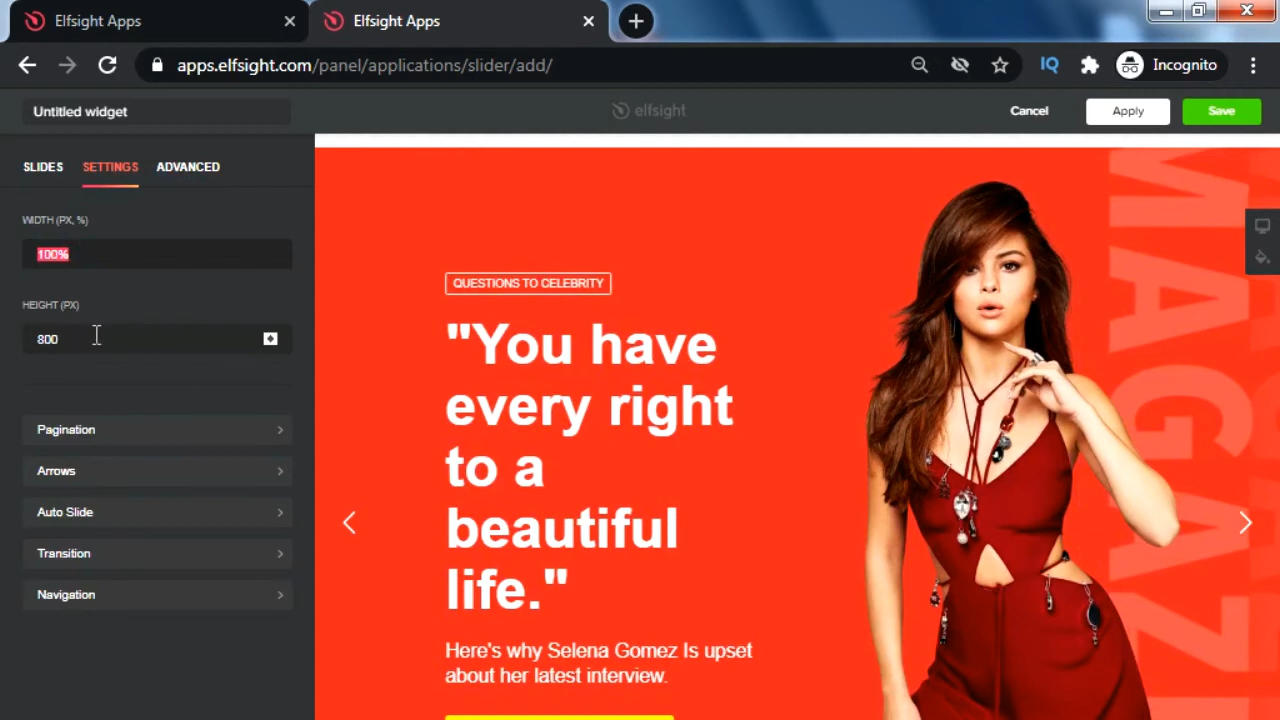 Elfsight Apps
Elfsight Apps
apps.elfsight.com/panel/applications/slider/add/
IQ
Incognito
Untitled widget
elfsight
Cancel
Apply
Save
SLIDES
SETTINGS
ADVANCED
WIDTH (PX, %)
100%
HEIGHT (PX)
800
Pagination
Arrows
Auto Slide
Transition
Navigation
QUESTIONS TO CELEBRITY
"You have
every right
to a
beautiful
life."
Here's why Selena Gomez Is upset
about her latest interview.
MAGAZI